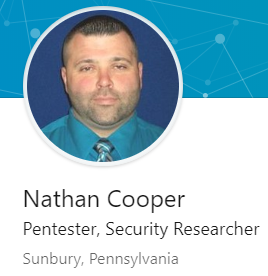 Nathan Cooper
Pentester, Security Researcher
Sunbury, Pennsylvania